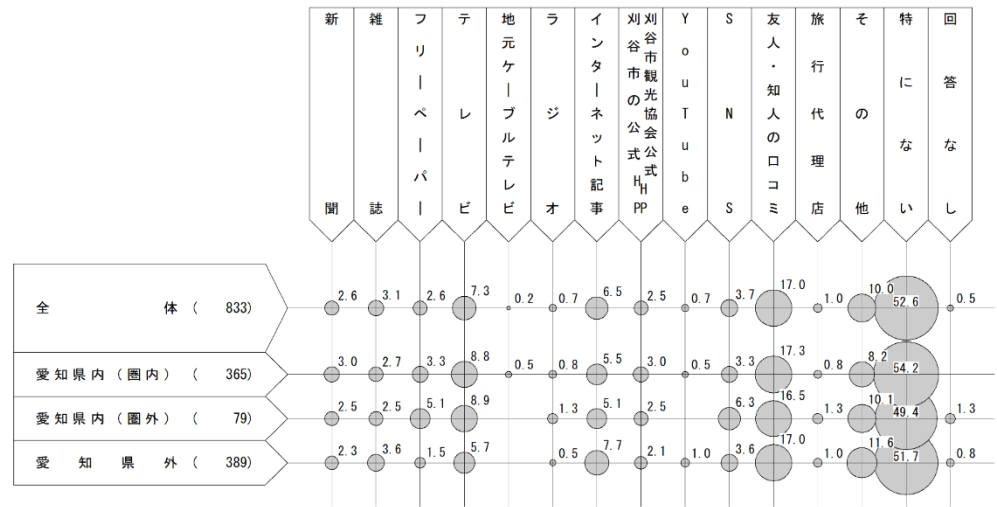 新聞
雑誌
フリーペーパー
テレビ
地元ケーブルテレビ
ラジオ
インターネット記事
刈谷市観光協会公式HP
刈谷市の公式HP
YouTube
SNS
友人・知人の口コミ
旅行代理店
その他
特にない
回答なし
全体（833） 2.6 3.1 2.6 7.3 0.2 0.7 6.5 2.5 0.7 3.7 17.0 1.0 10.0 52.6 0.5
愛知県内（圏内）（365） 3.0 2.7 3.3 8.8 0.5 0.8 5.5 3.0 0.5 3.3 17.3 0.8 8.2 54.2
愛知県内（圏外）（79） 2.5 2.5 5.1 8.9 1.3 5.1 2.5 6.3 16.5 1.3 10.1 49.4 1.3
愛知県外（389） 2.3 3.6 1.5 5.7 0.5 7.7 2.1 1.0 3.6 17.0 1.0 11.6 51.7 0.8